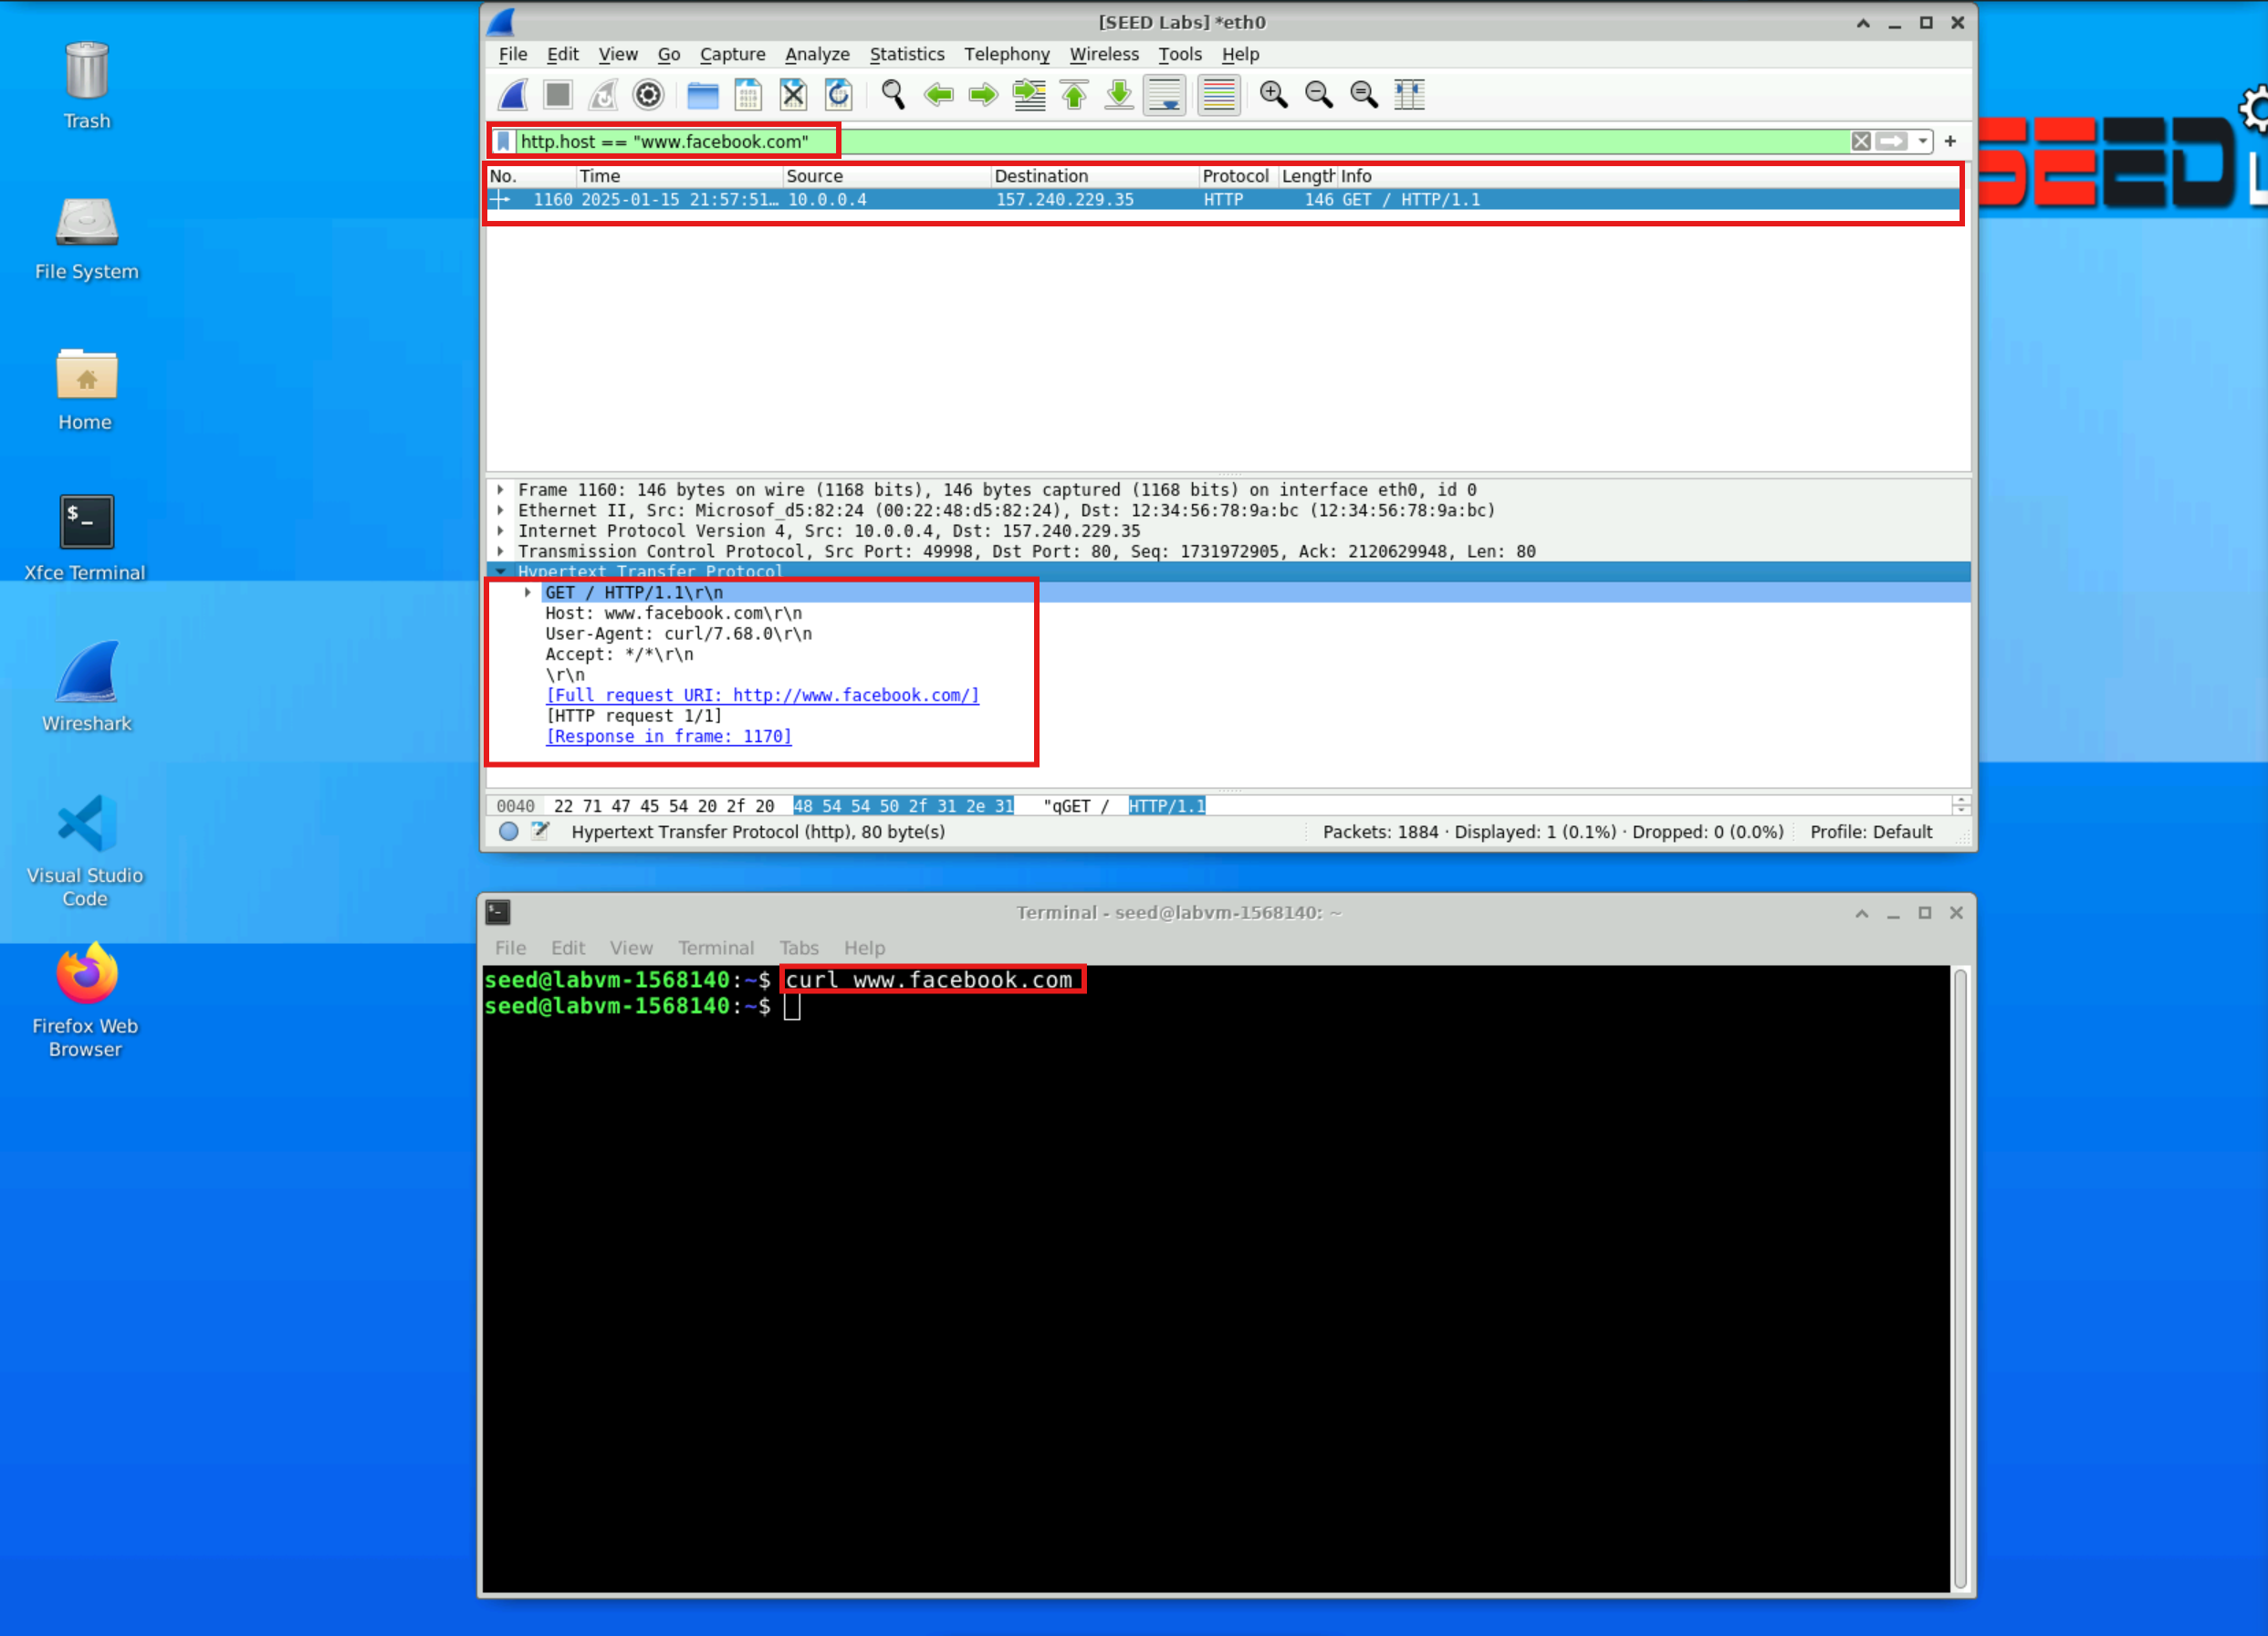 Trash
File System
Home
$_
Xfce Terminal
Wireshark
Visual Studio
Code
Firefox Web
Browser
[SEED Labs] *eth0
File Edit View Go Capture Analyze Statistics Telephony Wireless Tools Help
http.host == "www.facebook.com"
+
No. Time Source Destination Protocol Length Info
1160 2025-01-15 21:57:51… 10.0.0.4 157.240.229.35 HTTP 146 GET / HTTP/1.1
Frame 1160: 146 bytes on wire (1168 bits), 146 bytes captured (1168 bits) on interface eth0, id 0
Ethernet II, Src: Microsof_d5:82:24 (00:22:48:d5:82:24), Dst: 12:34:56:78:9a:bc (12:34:56:78:9a:bc)
Internet Protocol Version 4, Src: 10.0.0.4, Dst: 157.240.229.35
Transmission Control Protocol, Src Port: 49998, Dst Port: 80, Seq: 1731972905, Ack: 2120629948, Len: 80
Hypertext Transfer Protocol
GET / HTTP/1.1\r\n
Host: www.facebook.com\r\n
User-Agent: curl/7.68.0\r\n
Accept: */*\r\n
\r\n
[Full request URI: http://www.facebook.com/]
[HTTP request 1/1]
[Response in frame: 1170]
0040 22 71 47 45 54 20 2f 20 48 54 54 50 2f 31 2e 31 "qGET / HTTP/1.1
Hypertext Transfer Protocol (http), 80 byte(s) Packets: 1884 · Displayed: 1 (0.1%) · Dropped: 0 (0.0%) Profile: Default
SEED
L
Terminal - seed@labvm-1568140: ~
File Edit View Terminal Tabs Help
seed@labvm-1568140:~$ curl www.facebook.com
seed@labvm-1568140:~$